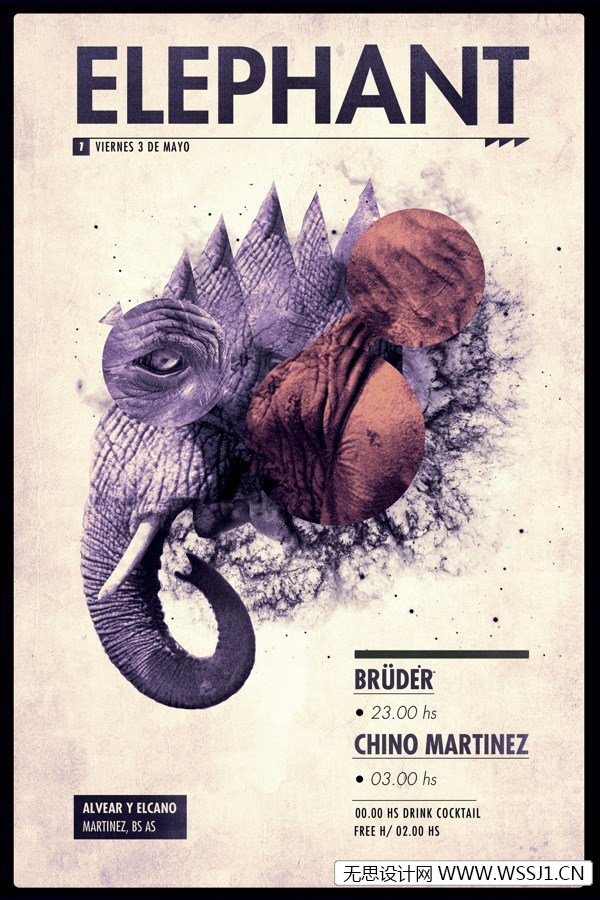 ELEPHANT
1 VIERNES 3 DE MAYO
BRÜDER
• 23.00 hs
CHINO MARTINEZ
• 03.00 hs
00.00 HS DRINK COCKTAIL
FREE H/ 02.00 HS
ALVEAR Y ELCANO
MARTINEZ, BS AS
无思设计网 WWW.WSSJ1.CN